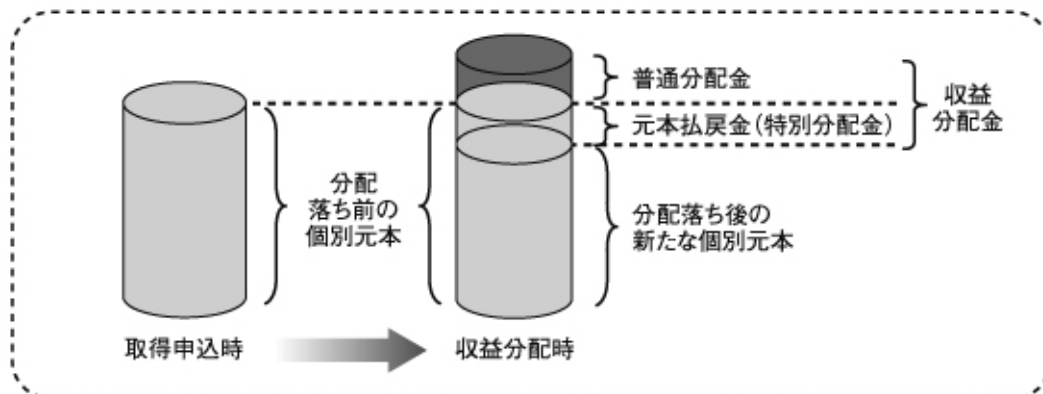 普通分配金
元本払戻金(特別分配金)
収益
分配金
分配
落ち前の
個別元本
分配落ち後の
新たな個別元本
取得申込時
収益分配時